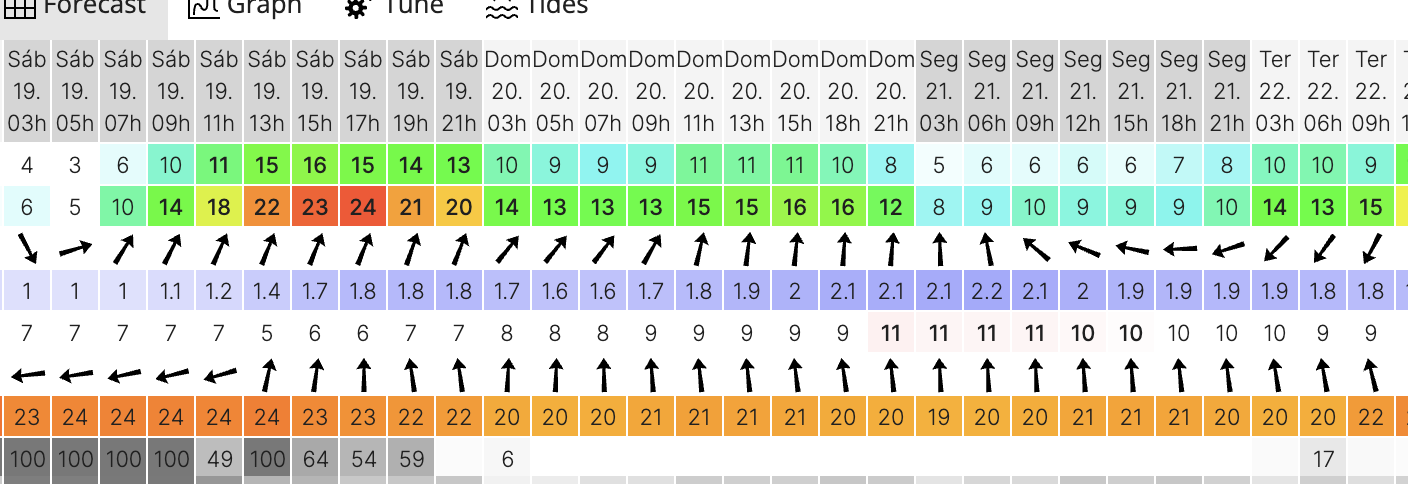 Forecast Graph Tune Tides
Sáb Sáb Sáb Sáb Sáb Sáb Sáb Sáb Sáb Sáb Dom Dom Dom Dom Dom Dom Dom Dom Dom Seg Seg Seg Seg Seg Seg Seg Ter Ter Ter
19. 19. 19. 19. 19. 19. 19. 19. 19. 19. 20. 20. 20. 20. 20. 20. 20. 20. 20. 21. 21. 21. 21. 21. 21. 21. 22. 22. 22.
03h 05h 07h 09h 11h 13h 15h 17h 19h 21h 03h 05h 07h 09h 11h 13h 15h 18h 21h 03h 06h 09h 12h 15h 18h 21h 03h 06h 09h
4 3 6 10 11 15 16 15 14 13 10 9 9 9 11 11 11 10 8 5 6 6 6 6 7 8 10 10 9
6 5 10 14 18 22 23 24 21 20 14 13 13 13 15 15 16 16 12 8 9 10 9 9 9 10 14 13 15
1 1 1 1.1 1.2 1.4 1.7 1.8 1.8 1.8 1.7 1.6 1.6 1.7 1.8 1.9 2 2.1 2.1 2.1 2.2 2.1 2 1.9 1.9 1.9 1.9 1.8 1.8
7 7 7 7 7 5 6 6 7 7 8 8 8 9 9 9 9 9 11 11 11 11 10 10 10 10 10 9 9
23 24 24 24 24 24 23 23 22 22 20 20 20 21 21 21 21 20 20 19 20 20 21 21 21 20 20 20 22
100 100 100 100 49 100 64 54 59 6 17